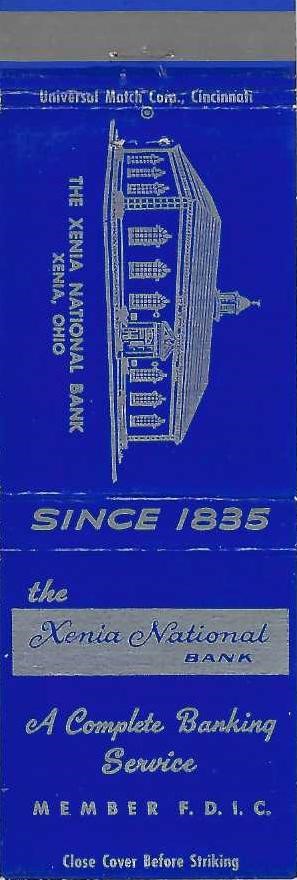 Universal Match Corp., Cincinnati
THE XENIA NATIONAL BANK
XENIA, OHIO
SINCE 1835
the
Xenia National
BANK
A Complete Banking
Service
MEMBER F. D. I. C.
Close Cover Before Striking